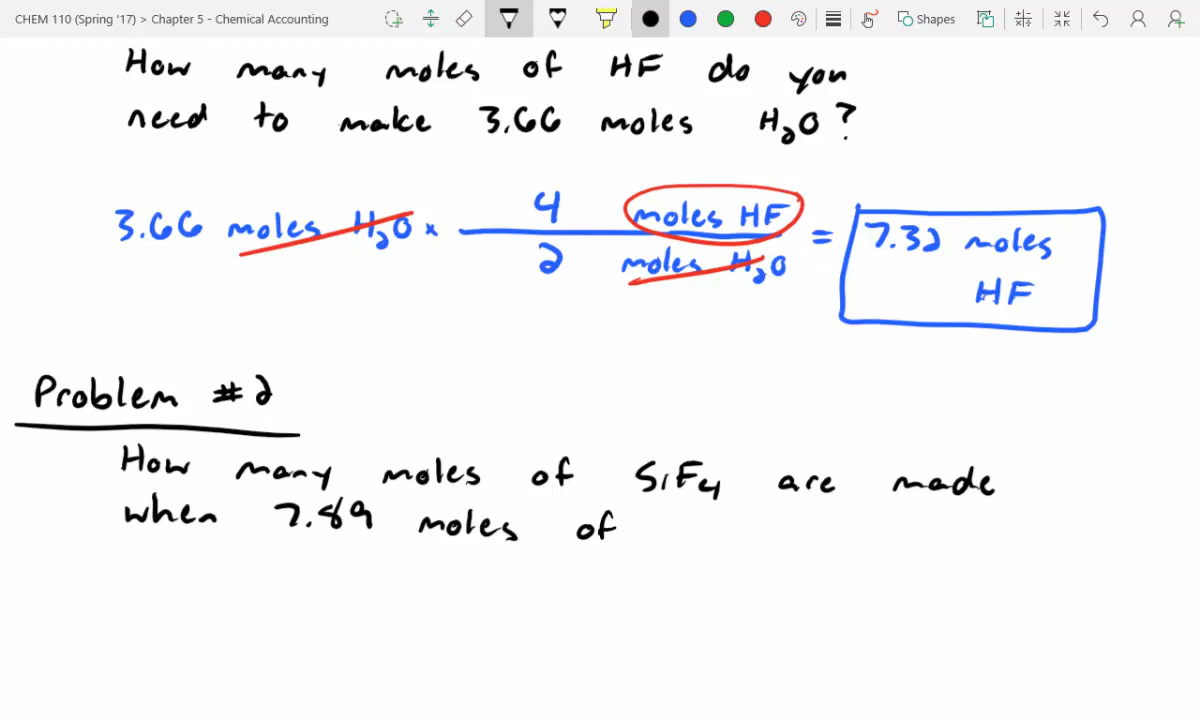 CHEM 110 (Spring '17) > Chapter 5 - Chemical Accounting
Shapes
How many moles of HF do you
need to make 3.66 moles H₂O?
3.66 moles H₂O × 4 moles HF / 2 moles H₂O = 7.32 moles HF
Problem #2
How many moles of SiF₄ are made
when 7.89 moles of